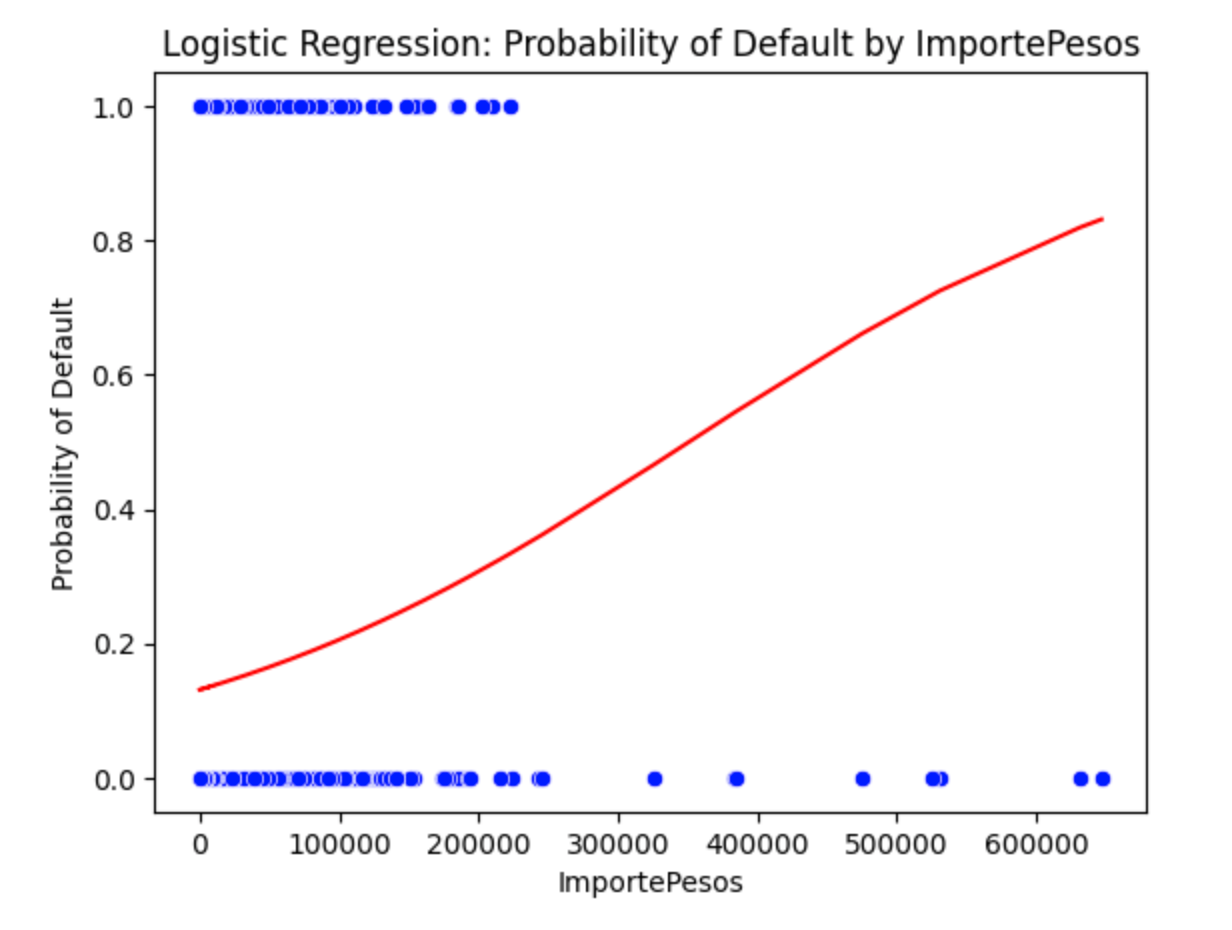 Logistic Regression: Probability of Default by ImportePesos
1.0
0.8
0.6
0.4
0.2
0.0
Probability of Default
0 100000 200000 300000 400000 500000 600000
ImportePesos